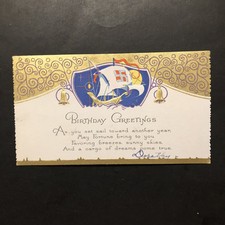 BIRTHDAY GREETINGS
As you set sail toward another year
May Fortune bring to you
Favoring breezes sunny skies
And a cargo of dreams come true.